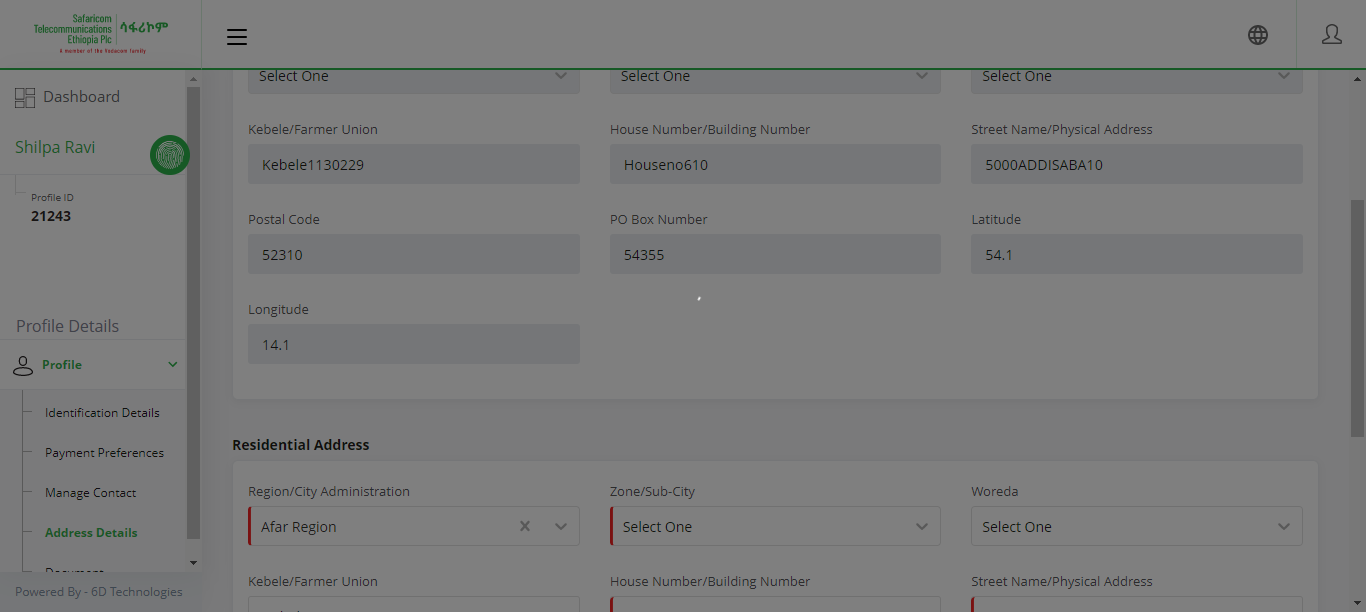 Safaricom
Telecommunications
Ethiopia Plc
ሳፋሪኮም
A member of the Vodacom family
Dashboard
Shilpa Ravi
Profile ID
21243
Profile Details
Profile
Identification Details
Payment Preferences
Manage Contact
Address Details
Document
Powered By - 6D Technologies
Select One
Select One
Select One
Kebele/Farmer Union
House Number/Building Number
Street Name/Physical Address
Kebele1130229
Houseno610
5000ADDISABA10
Postal Code
PO Box Number
Latitude
52310
54355
54.1
Longitude
14.1
Residential Address
Region/City Administration
Zone/Sub-City
Woreda
Afar Region
Select One
Select One
Kebele/Farmer Union
House Number/Building Number
Street Name/Physical Address